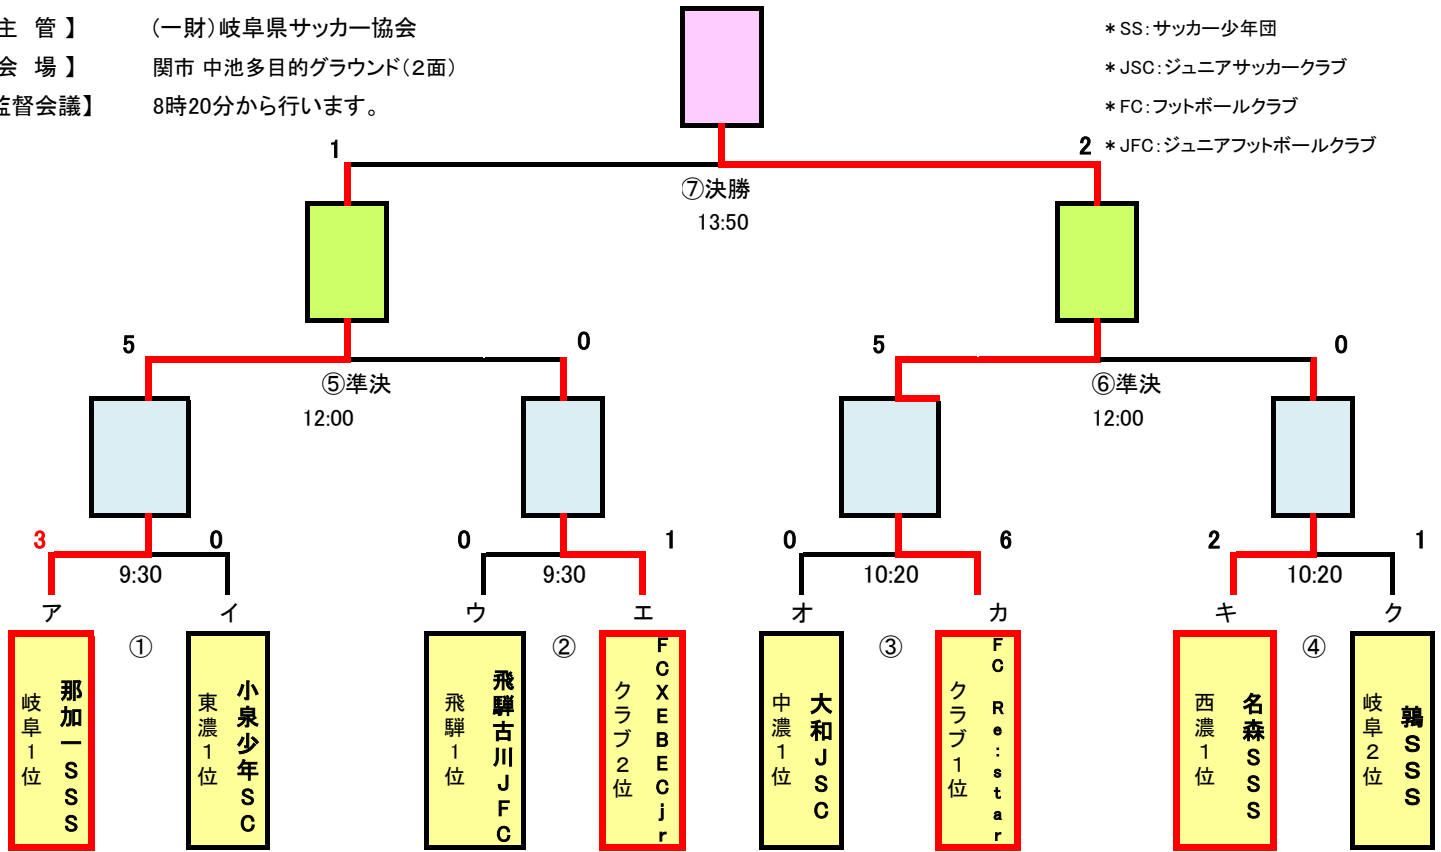 主 管 】 (一財)岐阜県サッカー協会
会 場 】 関市 中池多目的グラウンド(2面)
監督会議】 8時20分から行います。
*SS:サッカー少年団
*JSC:ジュニアサッカークラブ
*FC:フットボールクラブ
*JFC:ジュニアフットボールクラブ
1
2
⑦決勝
13:50
5
0
5
0
⑤準決
12:00
⑥準決
12:00
3
0
0
1
0
6
2
1
9:30
9:30
10:20
10:20
ア
イ
ウ
エ
オ
カ
キ
ク
①
②
③
④
那加一SSS
岐阜1位
小泉少年SC
東濃1位
飛騨古川JFC
飛騨1位
FCXEBECjr
クラブ2位
大和JSC
中濃1位
FC Re:star
クラブ1位
名森SSS
西濃1位
鶉SSS
岐阜2位